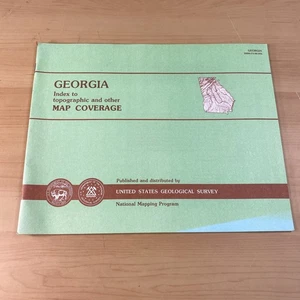 GEORGIA
Index to
topographic and other
MAP COVERAGE
Published and distributed by
UNITED STATES GEOLOGICAL SURVEY
National Mapping Program